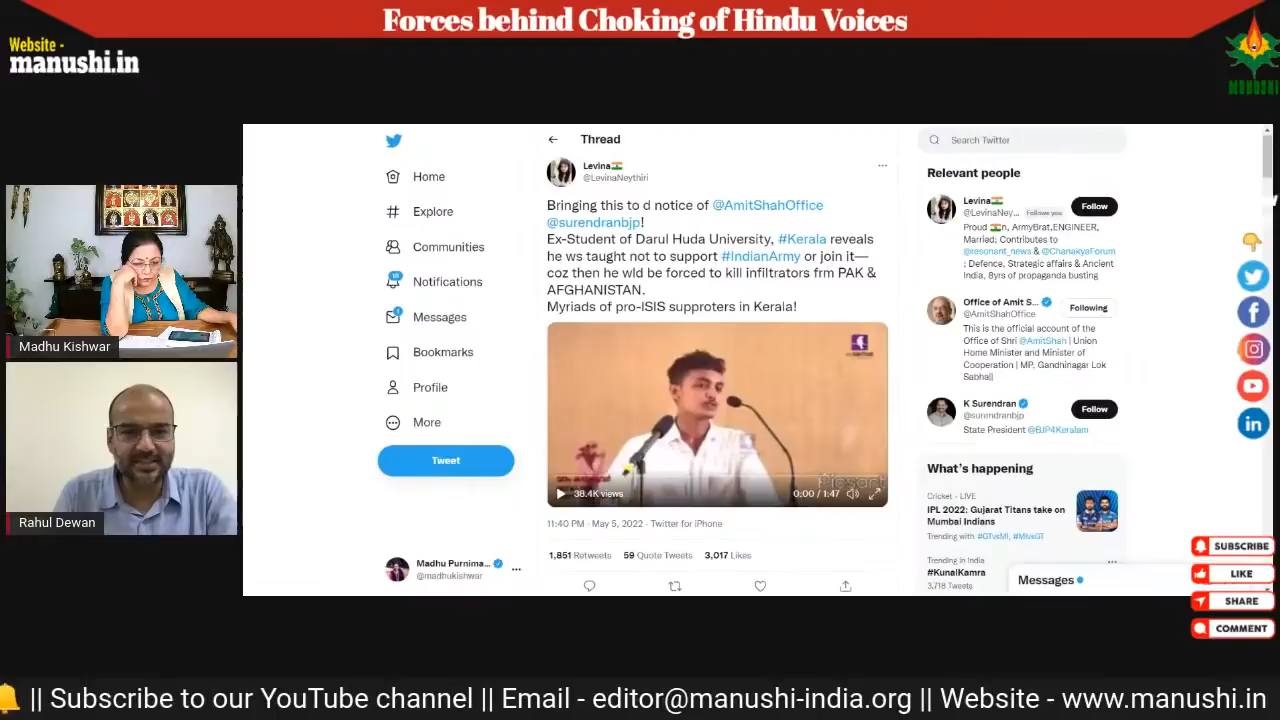 Forces behind Choking of Hindu Voices
Website -
manushi.in
MANUSHI
Madhu Kishwar
Rahul Dewan
Home
Explore
Communities
18
Notifications
1
Messages
Bookmarks
Profile
More
Tweet
Madhu Purnima...
@madhukishwar
Thread
Levina
@LevinaNeythiri
Bringing this to d notice of @AmitShahOffice
@surendranbjp!
Ex-Student of Darul Huda University, #Kerala reveals
he ws taught not to support #IndianArmy or join it—
coz then he wld be forced to kill infiltrators frm PAK &
AFGHANISTAN.
Myriads of pro-ISIS supproters in Kerala!
38.4K views
0:00 / 1:47
11:40 PM · May 5, 2022 · Twitter for iPhone
1,851 Retweets 59 Quote Tweets 3,017 Likes
Search Twitter
Relevant people
Levina
@LevinaNey... Follows you
Follow
Proud n, ArmyBrat,ENGINEER,
Married; Contributes to
@resonant_news & @ChanakyaForum
; Defence, Strategic affairs & Ancient
India, 8yrs of propaganda busting
Office of Amit S...
@AmitShahOffice
Following
This is the official account of the
Office of Shri @AmitShah | Union
Home Minister and Minister of
Cooperation | MP, Gandhinagar Lok
Sabha||
K Surendran
@surendranbjp
Follow
State President @BJP4Keralam
What's happening
Cricket · LIVE
IPL 2022: Gujarat Titans take on
Mumbai Indians
Trending with #GTvsMI, #MIvsGT
Trending in India
#KunalKamra
3,718 Tweets
Messages
SUBSCRIBE
LIKE
SHARE
COMMENT
|| Subscribe to our YouTube channel || Email - editor@manushi-india.org || Website - www.manushi.in